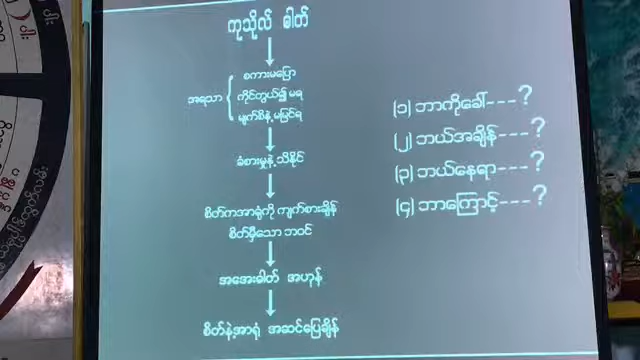 ကုသိုလ် ဓါတ်
စကားမပြော
အရသာ
ကိုင်တွယ်၍ မရ
မျက်စိနဲ့ မမြင်ရ
ခံစားမှုနဲ့ သိနိုင်
စိတ်ကအာရုံကို ကျက်စားချိန်
စိတ်မှီသော ဘဝင်
အအေးဓါတ် အဟုန်
စိတ်နဲ့အာရုံ အဆင်ပြေချိန်
(၁) ဘာကိုခေါ်---?
(၂) ဘယ်အချိန်---?
(၃) ဘယ်နေရာ---?
(၄) ဘာကြောင့်---?